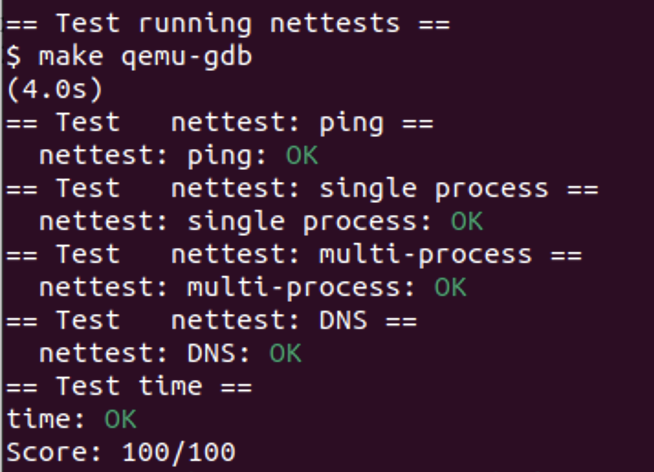 == Test running nettests ==
$ make qemu-gdb
(4.0s)
== Test   nettest: ping ==
  nettest: ping: OK
== Test   nettest: single process ==
  nettest: single process: OK
== Test   nettest: multi-process ==
  nettest: multi-process: OK
== Test   nettest: DNS ==
  nettest: DNS: OK
== Test time ==
time: OK
Score: 100/100